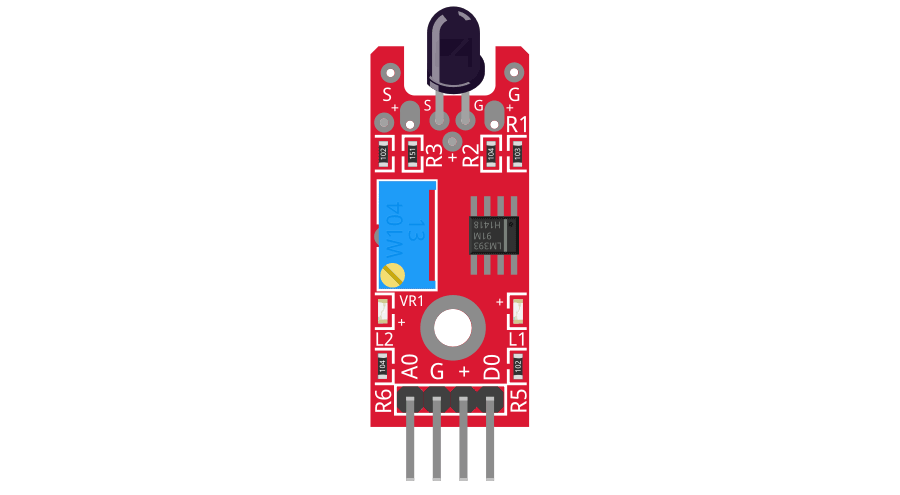 S
G
+
S
G
+
R1
102
151
R3
+
R2
104
103
W104
13
H1418
91M
LM393
VR1
+
+
L2
L1
104
A0
G
+
D0
102
R6
R5